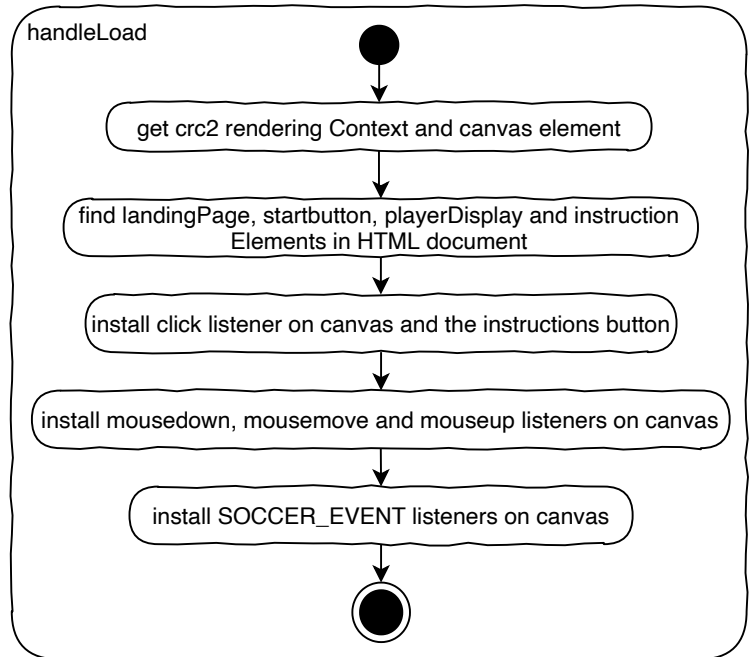 handleLoad
get crc2 rendering Context and canvas element
find landingPage, startbutton, playerDisplay and instruction
Elements in HTML document
install click listener on canvas and the instructions button
install mousedown, mousemove and mouseup listeners on canvas
install SOCCER_EVENT listeners on canvas